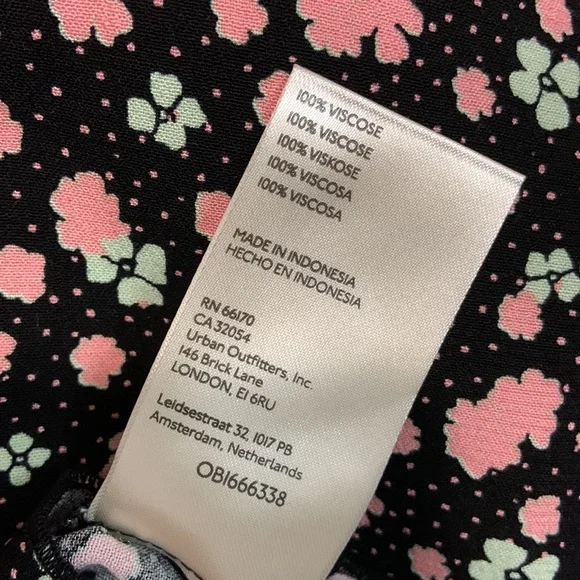 100% VISCOSE
100% VISCOSE
100% VISKOSE
100% VISCOSA
100% VISCOSA
MADE IN INDONESIA
HECHO EN INDONESIA
RN 66170
CA 32054
Urban Outfitters, Inc.
146 Brick Lane
LONDON, E1 6RU
Leidsestraat 32, 1017 PB
Amsterdam, Netherlands
OB1666338